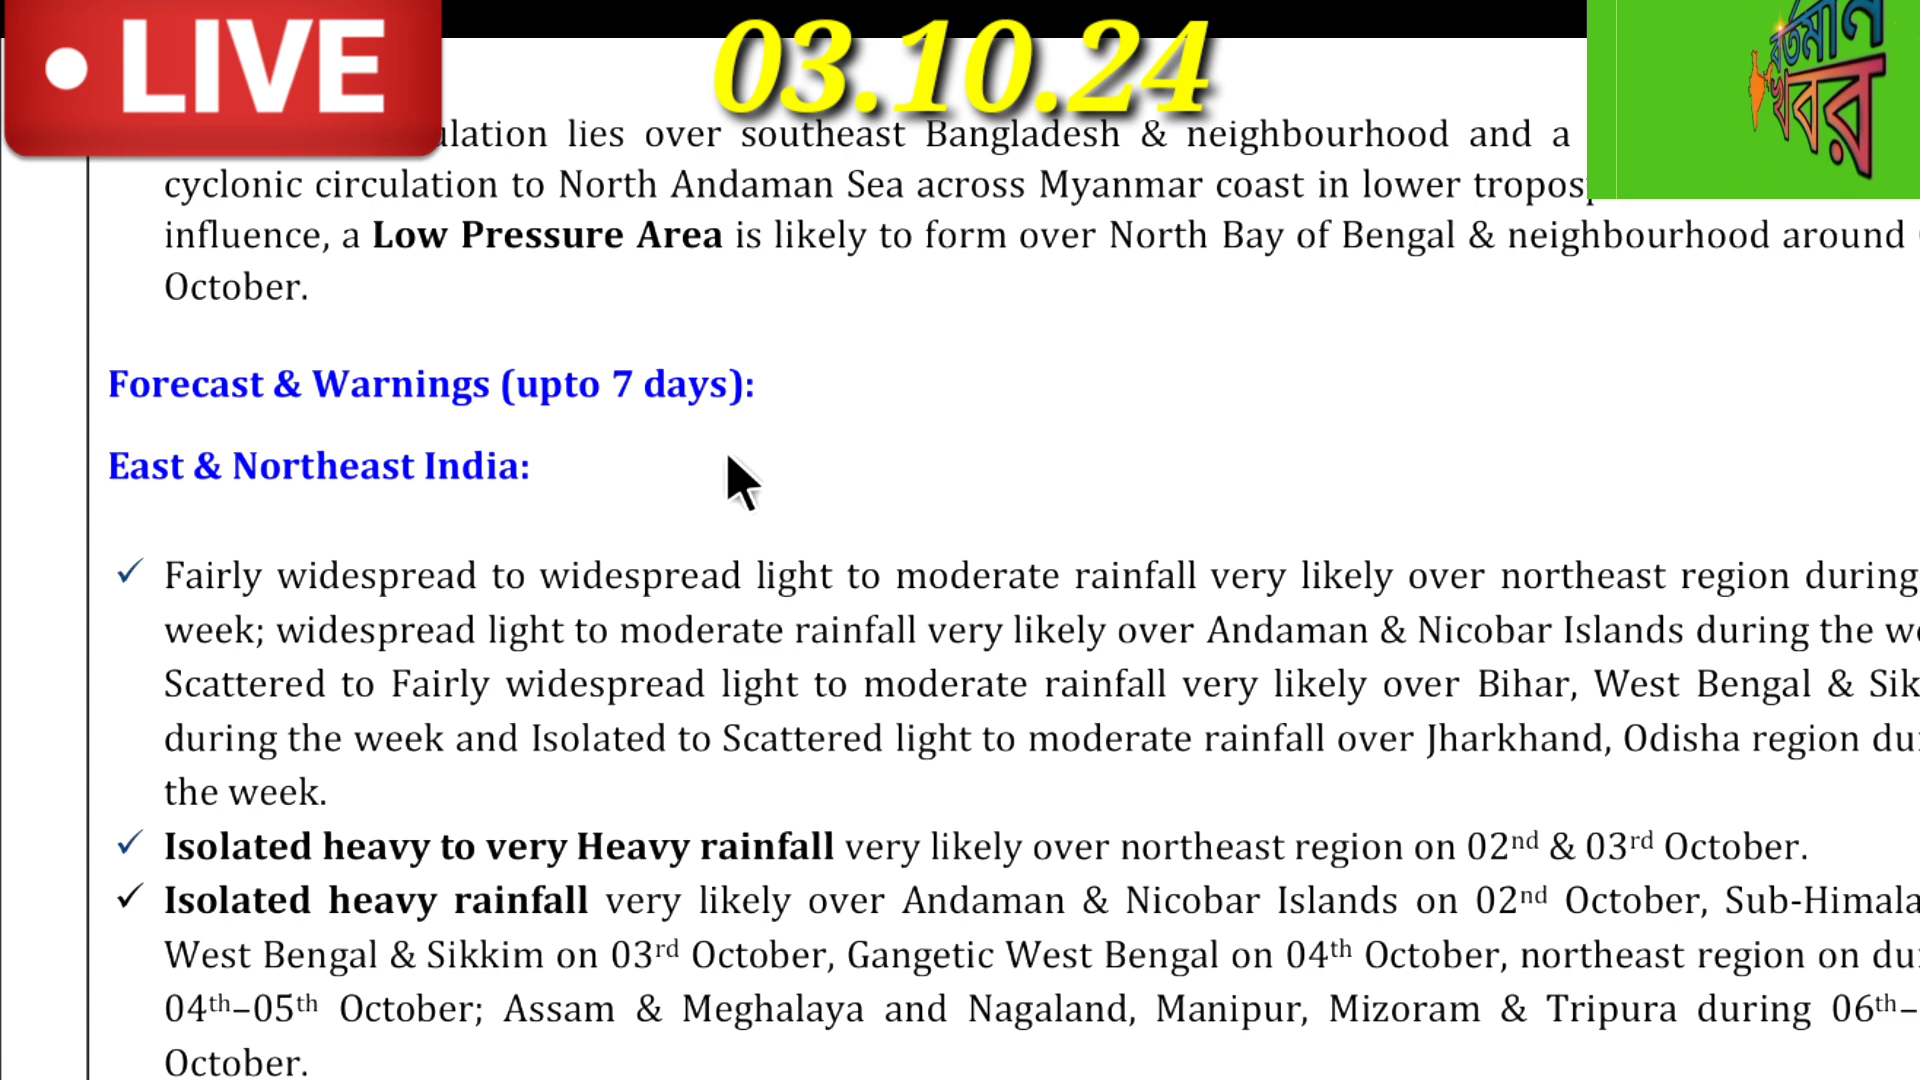 LIVE
03.10.24
বর্তমান
খবর
lies over southeast Bangladesh & neighbourhood and a
cyclonic circulation to North Andaman Sea across Myanmar coast in lower
influence, a Low Pressure Area is likely to form over North Bay of Bengal & neighbourhood around
October.
Forecast & Warnings (upto 7 days):
East & Northeast India:
✓ Fairly widespread to widespread light to moderate rainfall very likely over northeast region during
week; widespread light to moderate rainfall very likely over Andaman & Nicobar Islands during the
Scattered to Fairly widespread light to moderate rainfall very likely over Bihar, West Bengal &
during the week and Isolated to Scattered light to moderate rainfall over Jharkhand, Odisha region
the week.
✓ Isolated heavy to very Heavy rainfall very likely over northeast region on 02nd & 03rd October.
✓ Isolated heavy rainfall very likely over Andaman & Nicobar Islands on 02nd October,
West Bengal & Sikkim on 03rd October, Gangetic West Bengal on 04th October, northeast region on
04th–05th October; Assam & Meghalaya and Nagaland, Manipur, Mizoram & Tripura during 06th–
October.